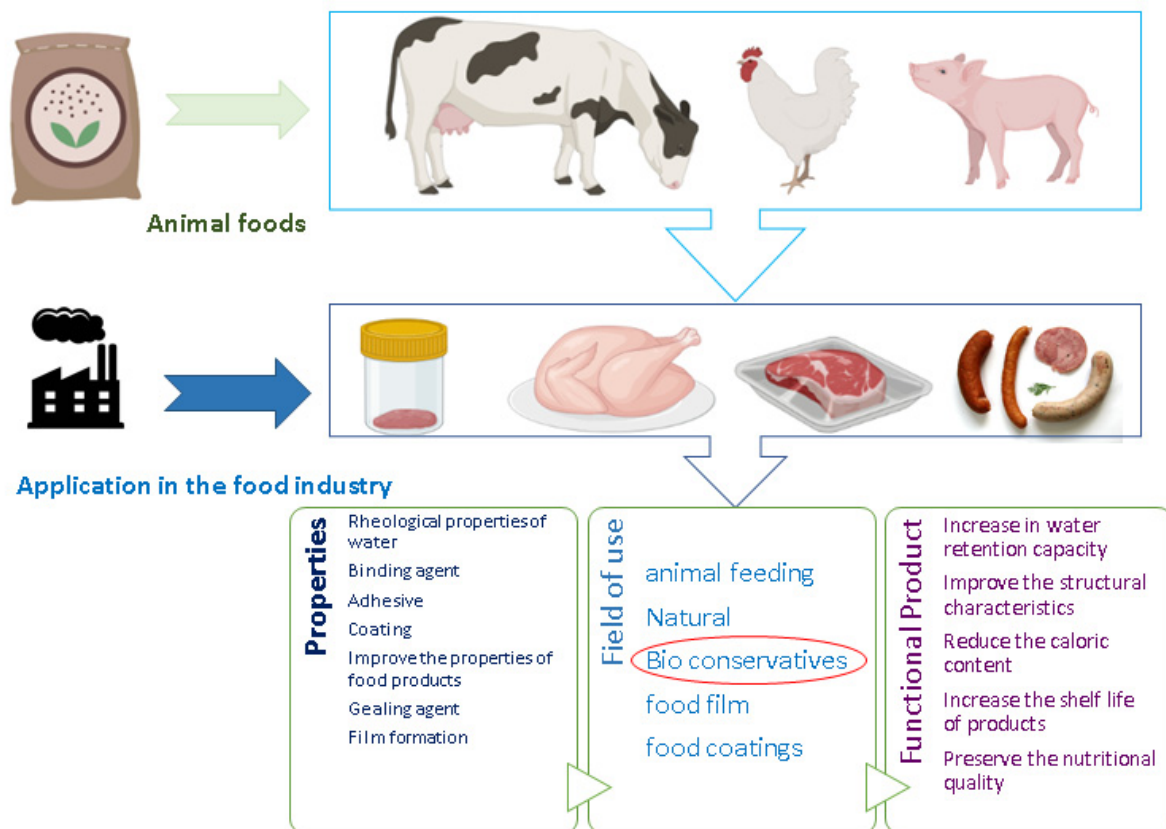 Animal foods
Application in the food industry
Properties
Rheological properties of
water
Binding agent
Adhesive
Coating
Improve the properties of
food products
Gealing agent
Film formation
Field of use
animal feeding
Natural
Bio conservatives
food film
food coatings
Functional Product
Increase in water
retention capacity
Improve the structural
characteristics
Reduce the caloric
content
Increase the shelf life
of products
Preserve the nutritional
quality